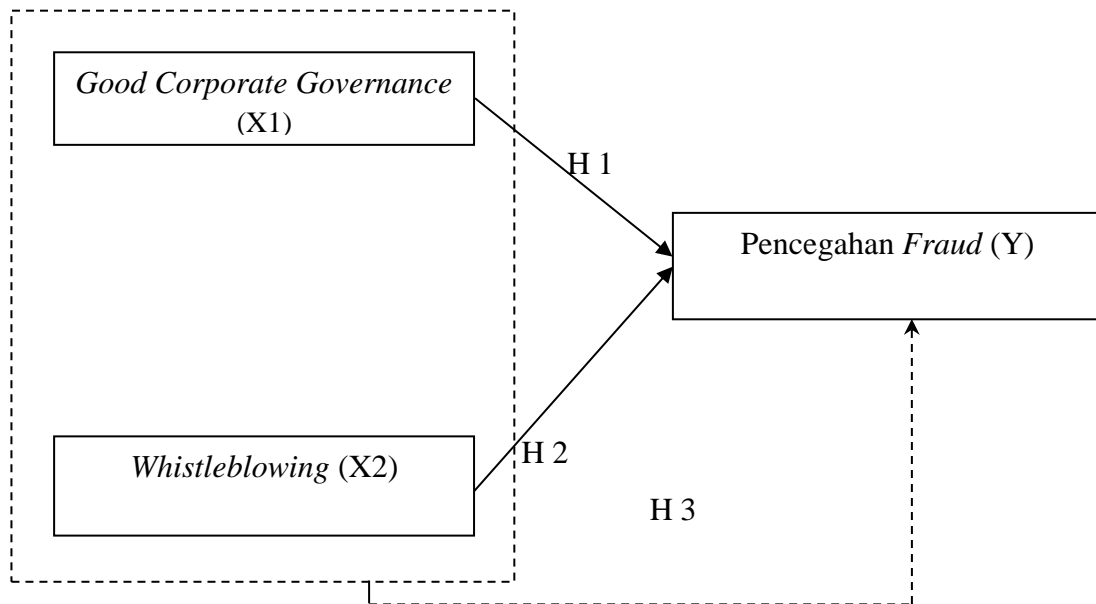 Good Corporate Governance
(X1)
H 1
Pencegahan Fraud (Y)
Whistleblowing (X2)
H 2
H 3